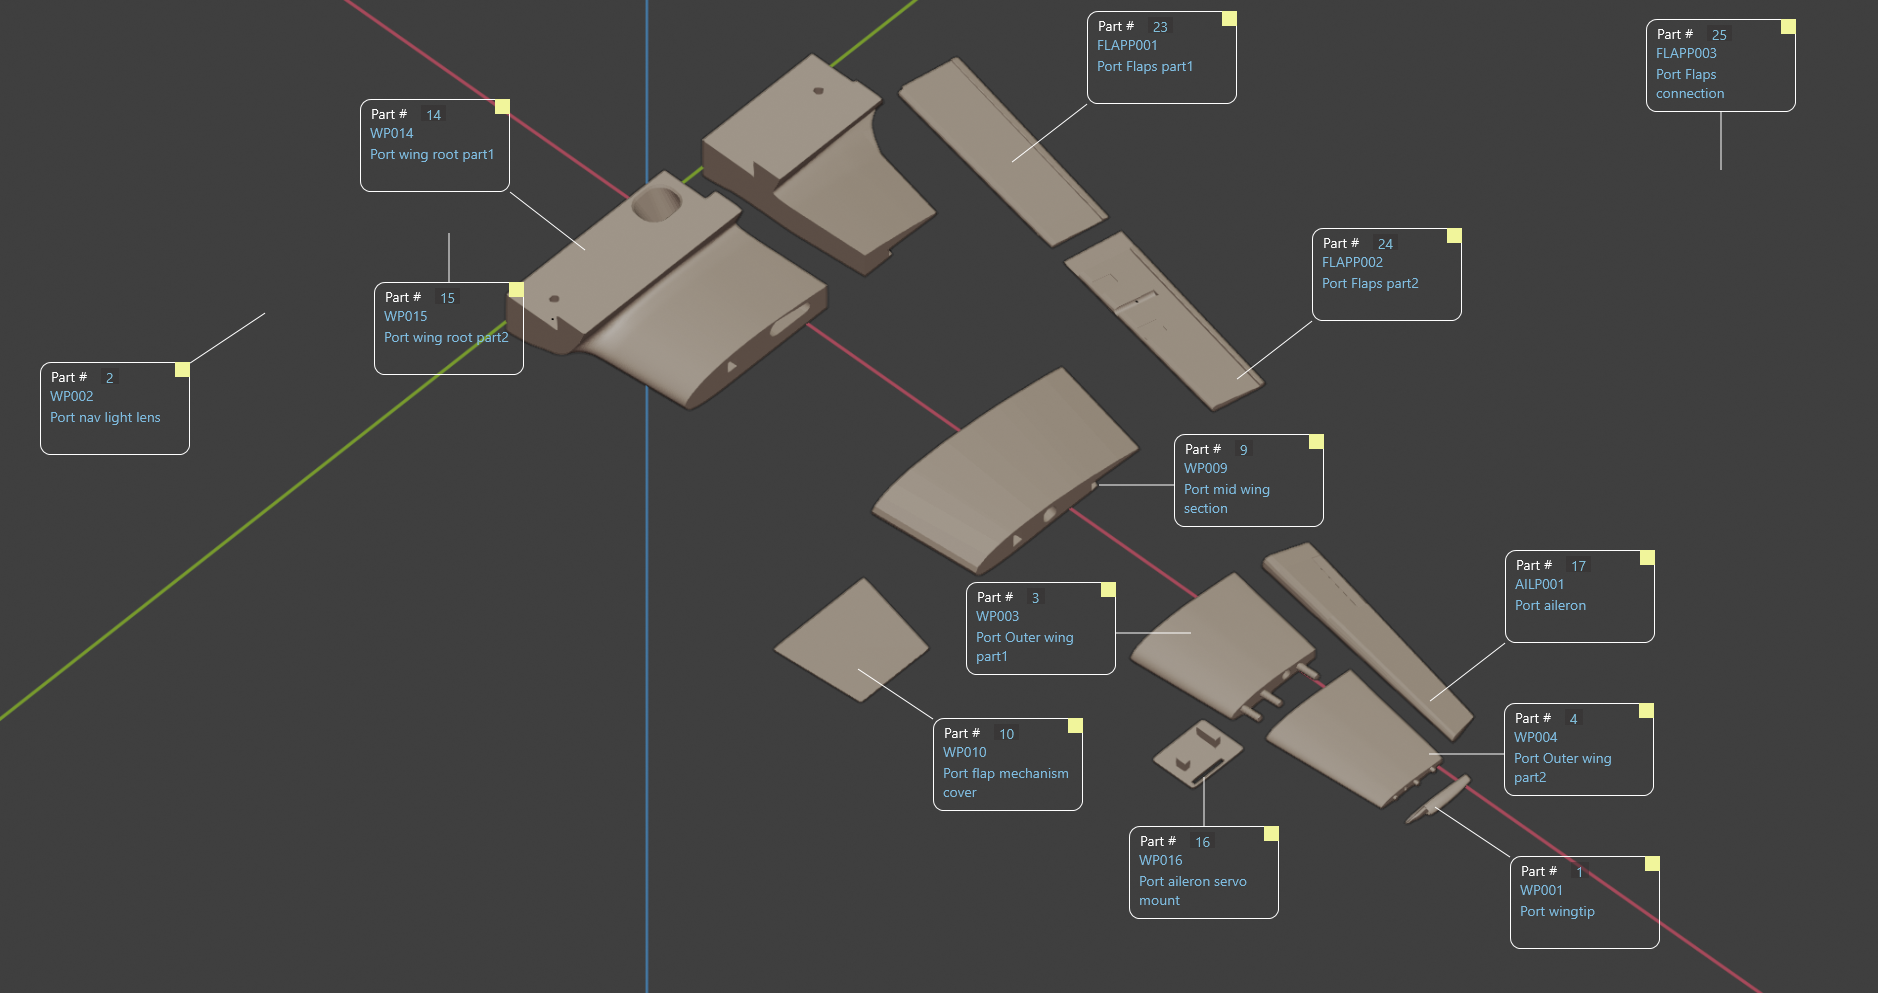 Part # 23
FLAPP001
Port Flaps part1
Part # 25
FLAPP003
Port Flaps
connection
Part # 14
WP014
Port wing root part1
Part # 24
FLAPP002
Port Flaps part2
Part # 15
WP015
Port wing root part2
Part # 2
WP002
Port nav light lens
Part # 9
WP009
Port mid wing
section
Part # 17
AILP001
Port aileron
Part # 3
WP003
Port Outer wing
part1
Part # 4
WP004
Port Outer wing
part2
Part # 10
WP010
Port flap mechanism
cover
Part # 16
WP016
Port aileron servo
mount
Part # 1
WP001
Port wingtip